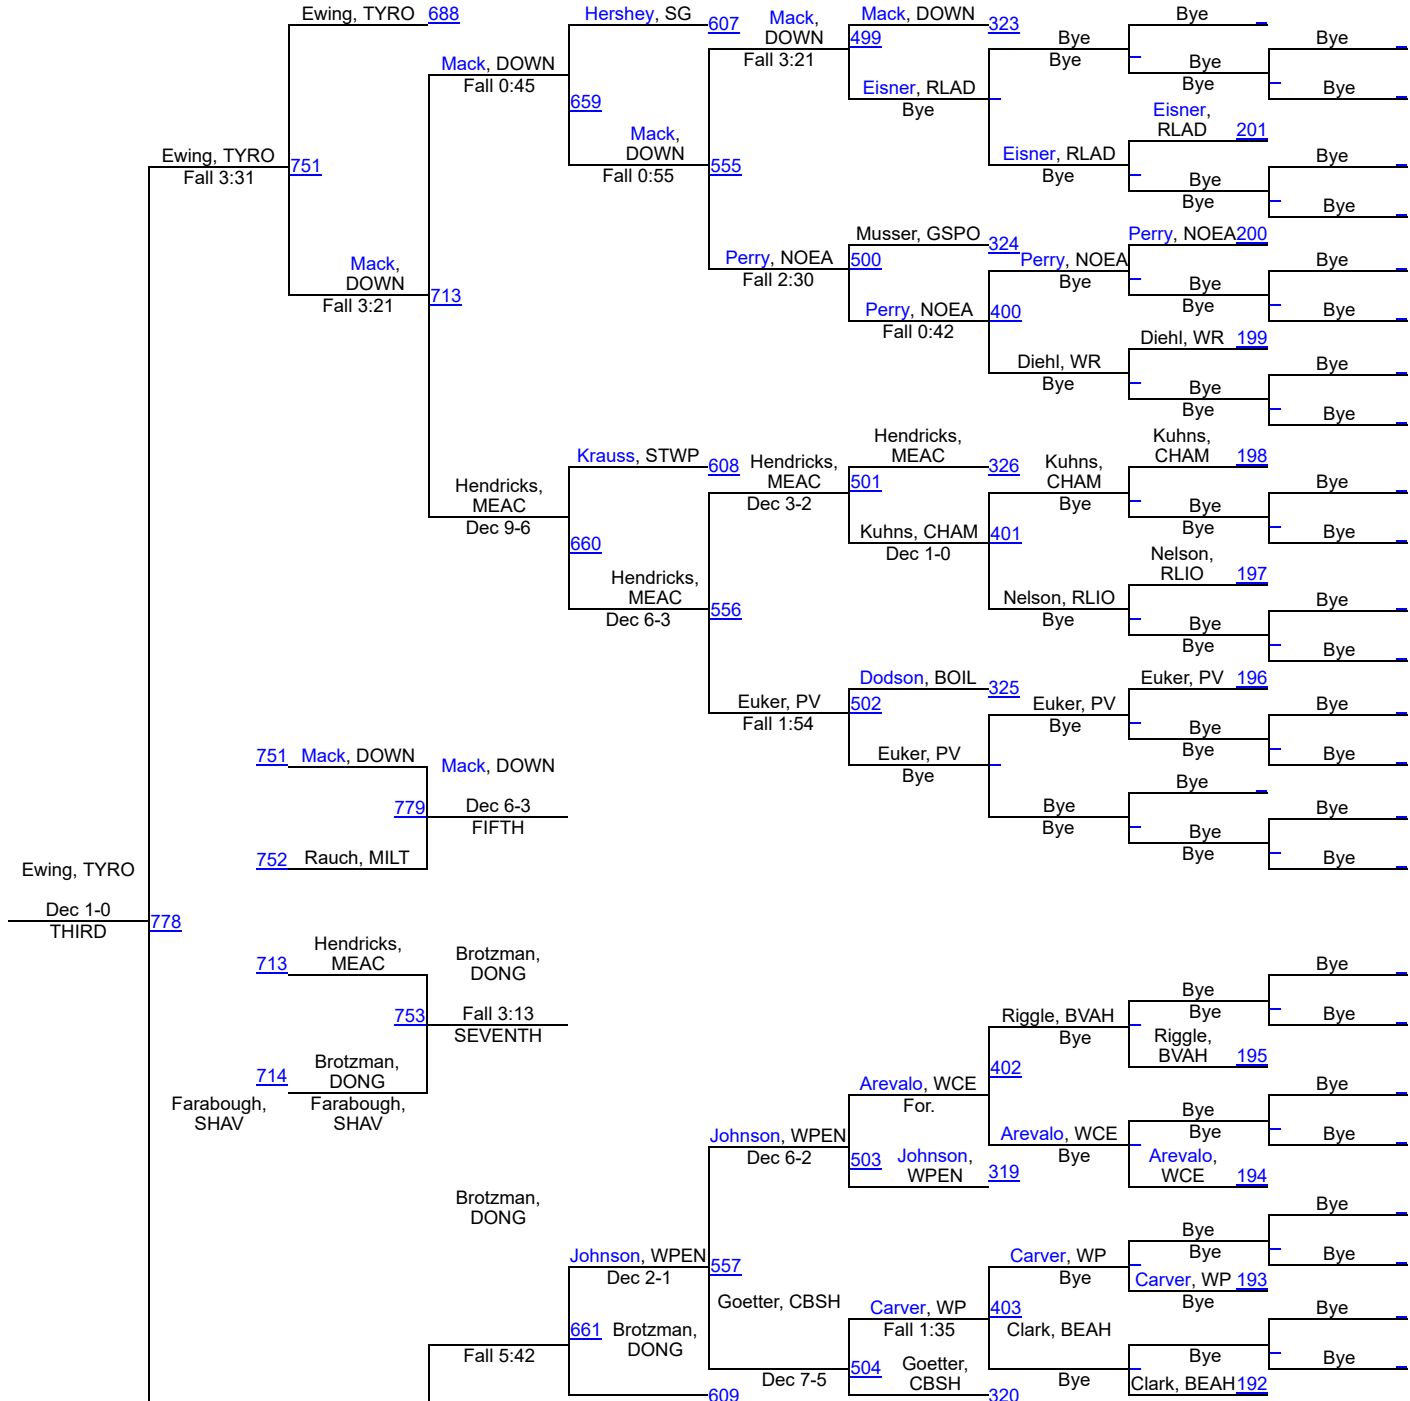 Ewing, TYRO 688
Hershey, SG
607
Mack,
DOWN
499
Fall 3:21
Mack, DOWN
323
Bye
Bye
Bye
Bye
Bye
Bye
Bye
Mack, DOWN
Fall 0:45
659
Eisner, RLAD
Bye
Eisner,
RLAD 201
Mack,
DOWN
Fall 0:55
555
Ewing, TYRO
Fall 3:31
751
Eisner, RLAD
Bye
Bye
Bye
Bye
Bye
Musser, GSPO
324
Perry, NOEA 200
Perry, NOEA
Fall 2:30
500
Perry, NOEA
Bye
Bye
Bye
Bye
Bye
Mack,
DOWN
Fall 3:21
713
Perry, NOEA
Fall 0:42
400
Diehl, WR 199
Diehl, WR
Bye
Bye
Bye
Bye
Bye
Krauss, STWP
608
Hendricks,
MEAC
Dec 3-2
501
Hendricks,
MEAC
326
Kuhns,
CHAM
Bye
Kuhns,
CHAM 198
Bye
Bye
Bye
Bye
Hendricks,
MEAC
Dec 9-6
660
Kuhns, CHAM
Dec 1-0
401
Nelson,
RLIO 197
Hendricks,
MEAC
Dec 6-3
556
Nelson, RLIO
Bye
Bye
Bye
Bye
Bye
Dodson, BOIL
325
Euker, PV 196
Euker, PV
Fall 1:54
502
Euker, PV
Bye
Bye
Bye
Bye
Bye
Euker, PV
Bye
751 Mack, DOWN
Mack, DOWN
779
Dec 6-3
FIFTH
752 Rauch, MILT
Bye
Bye
Bye
Bye
Bye
Bye
Bye
Ewing, TYRO
Dec 1-0
THIRD
778
713
Hendricks,
MEAC
Brotzman,
DONG
753
Fall 3:13
SEVENTH
714
Brotzman,
DONG
Farabough,
SHAV
Farabough,
SHAV
Riggle, BVAH
Bye
Bye
Bye
Bye
Bye
Riggle,
BVAH 195
402
Arevalo, WCE
For.
Arevalo, WCE
Bye
Bye
Bye
Bye
Bye
Arevalo,
WCE 194
Johnson, WPEN
Dec 6-2
503
Johnson,
WPEN
319
Brotzman,
DONG
Johnson, WPEN
Dec 2-1
557
Carver, WP
Bye
Bye
Bye
Bye
Bye
Carver, WP 193
Bye
Goetter, CBSH
Carver, WP
Fall 1:35
403
Clark, BEAH
Bye
661
Brotzman,
DONG
Fall 5:42
Dec 7-5
504
Goetter,
CBSH
320
Bye
Bye
Bye
Clark, BEAH 192
609